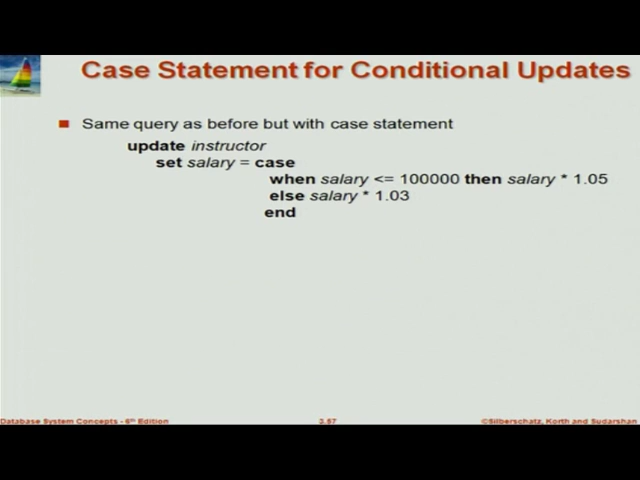 Case Statement for Conditional Updates
Same query as before but with case statement
update instructor
set salary = case
when salary <= 100000 then salary * 1.05
else salary * 1.03
end
Database System Concepts - 6th Edition
3.57
©Silberschatz, Korth and Sudarshan